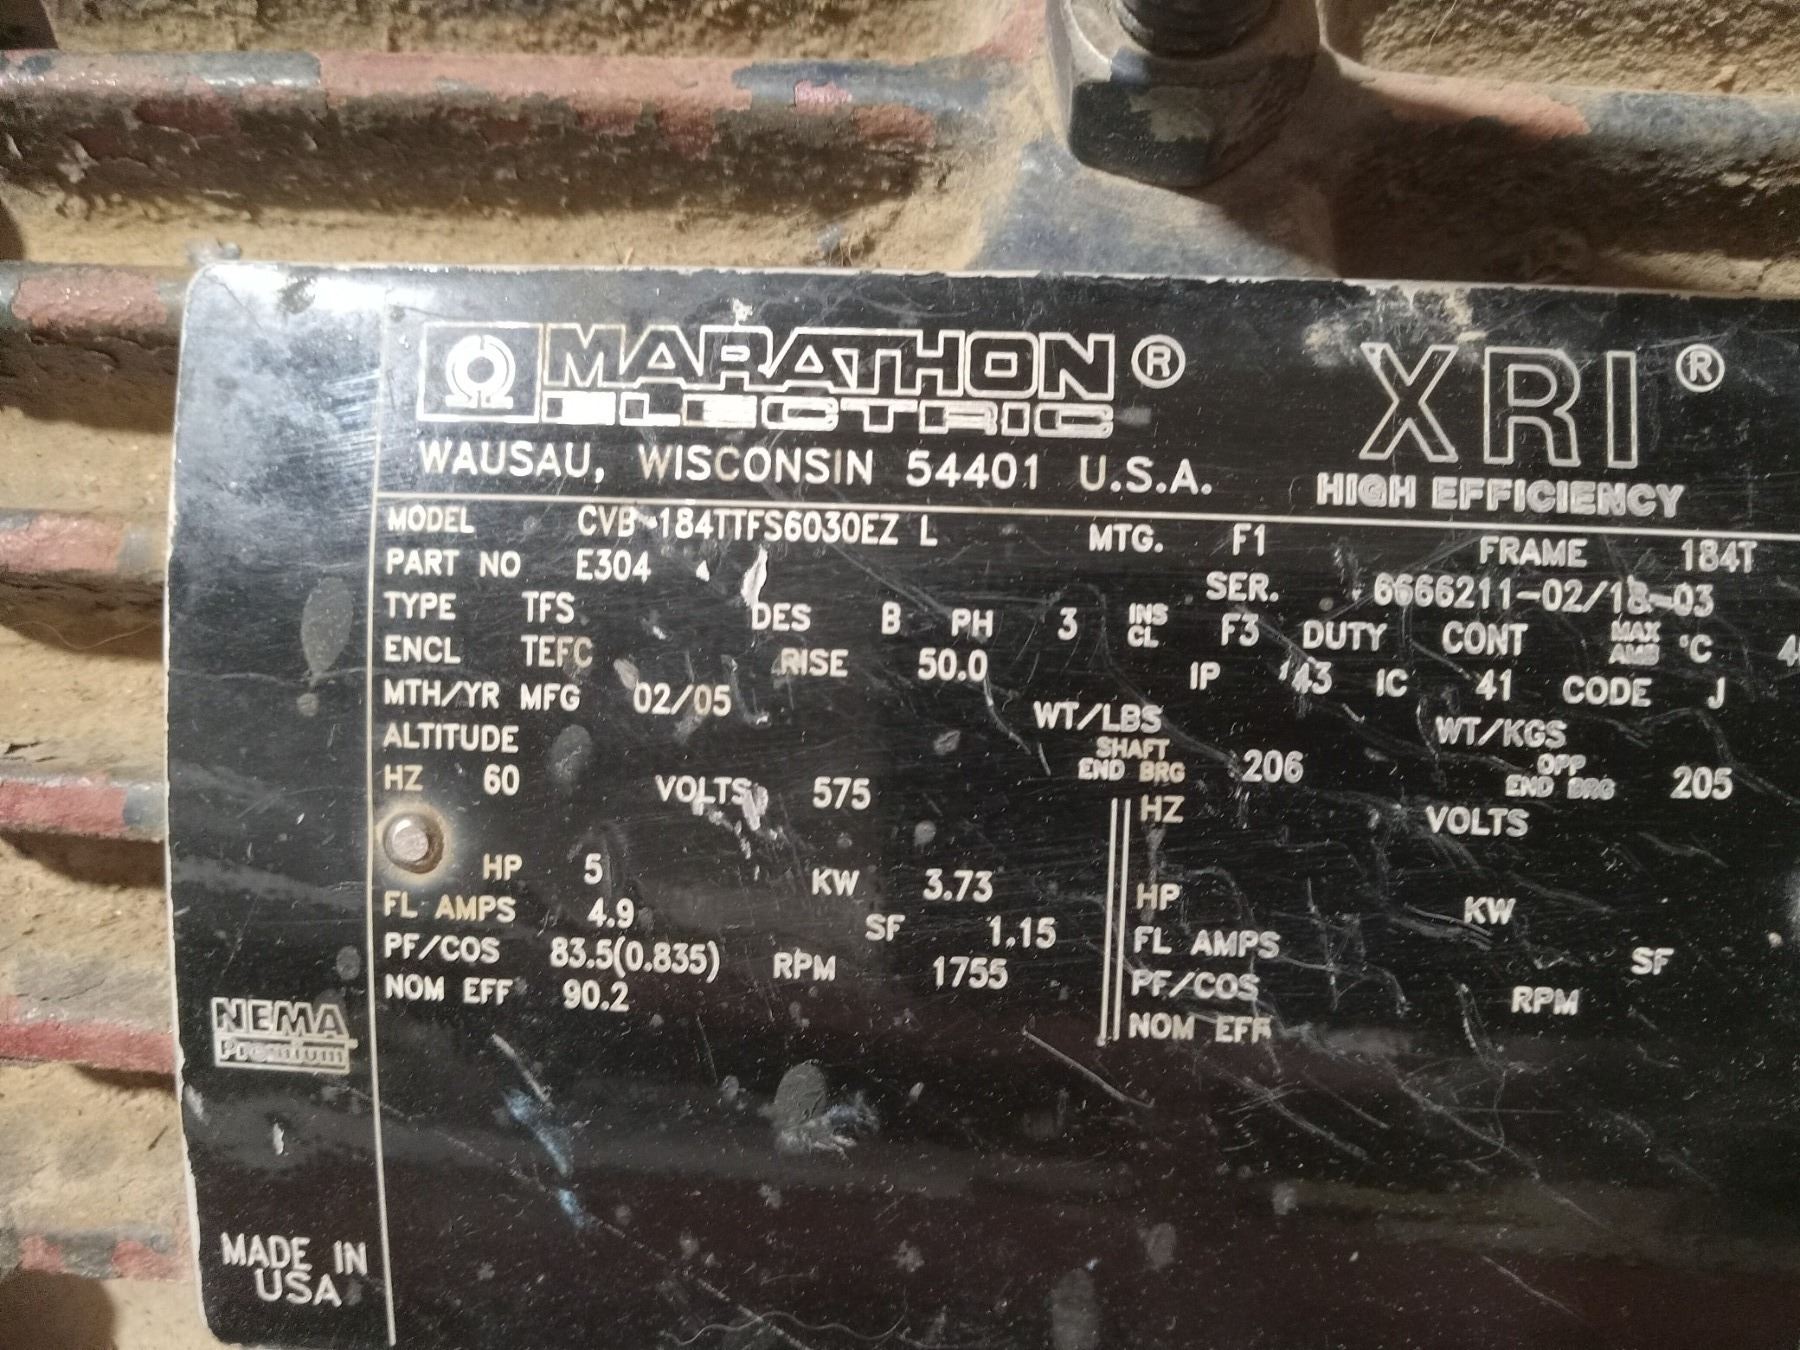 MARATHON ® XRI ®
ELECTRIC
WAUSAU, WISCONSIN 54401 U.S.A. HIGH EFFICIENCY
MODEL CVB 184TTFS6030EZ L MTG. F1 FRAME 184T
PART NO E304 SER. 6666211-02/18-03
TYPE TFS DES B PH 3 INS CL F3 DUTY CONT MAX AMB °C
ENCL TEFC RISE 50.0 IP 43 IC 41 CODE J
MTH/YR MFG 02/05 WT/LBS WT/KGS
ALTITUDE SHAFT END BRG 206 OPP END BRG 205
HZ 60 VOLTS 575 HZ VOLTS
HP 5 KW 3.73 HP KW
FL AMPS 4.9 SF 1.15 FL AMPS SF
PF/COS 83.5(0.835) RPM 1755 PF/COS RPM
NOM EFF 90.2 NOM EFF
NEMA
Premium
MADE IN
USA